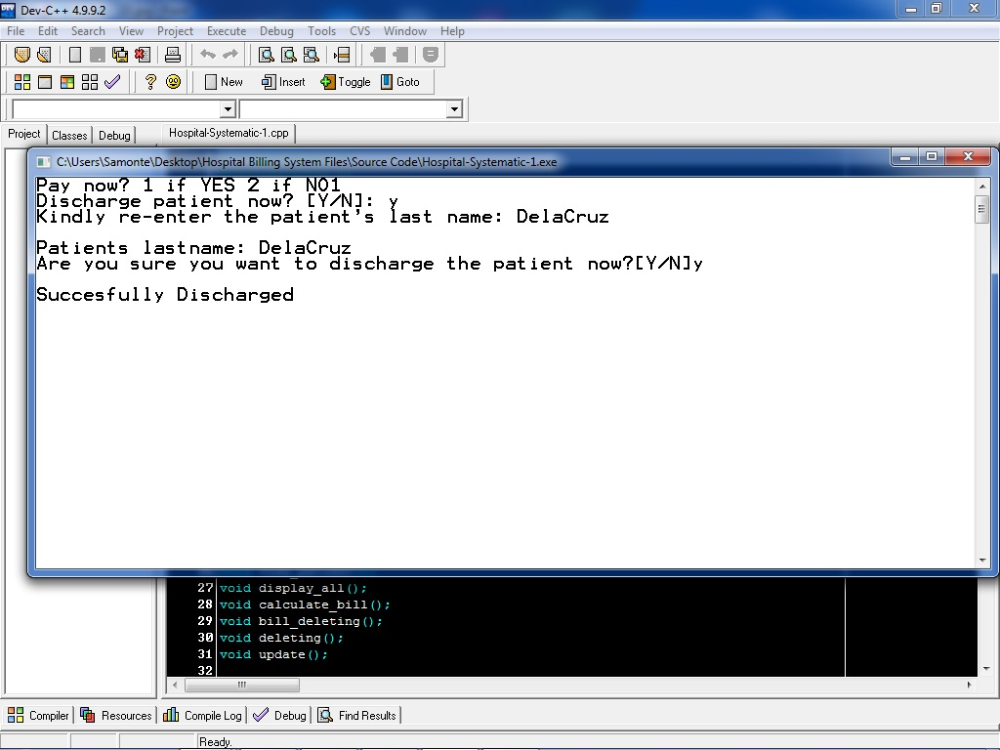 Dev-C++ 4.9.9.2
File Edit Search View Project Execute Debug Tools CVS Window Help
New Insert Toggle Goto
Project Classes Debug Hospital-Systematic-1.cpp
C:\Users\Samonte\Desktop\Hospital Billing System Files\Source Code\Hospital-Systematic-1.exe
Pay now? 1 if YES 2 if NO1
Discharge patient now? [Y/N]: y
Kindly re-enter the patient's last name: DelaCruz
Patients lastname: DelaCruz
Are you sure you want to discharge the patient now?[Y/N]y
Succesfully Discharged
27 void display_all();
28 void calculate_bill();
29 void bill_deleting();
30 void deleting();
31 void update();
32
Compiler Resources Compile Log Debug Find Results
Ready.